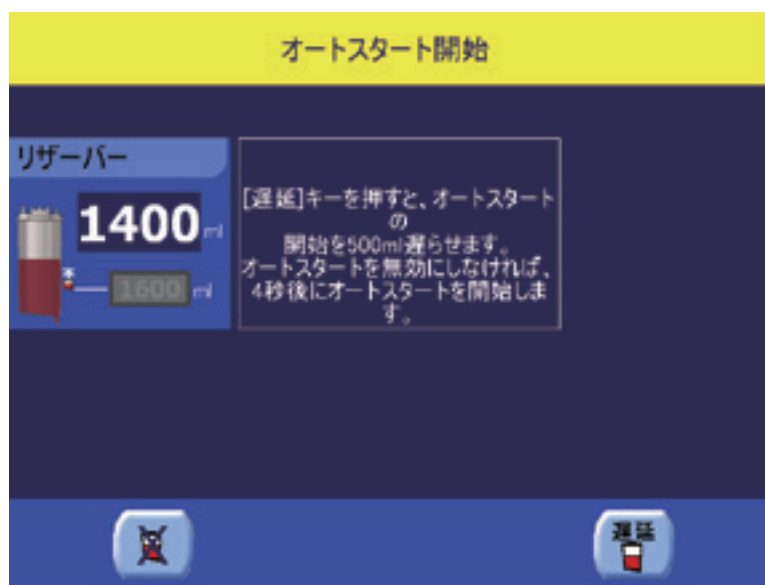 オートスタート開始
リザーバー
1400 ml
1600 ml
[遅延]キーを押すと、オートスタート
の
開始を500ml遅らせます。
オートスタートを無効にしなければ、
4秒後にオートスタートを開始しま
す。
遅延